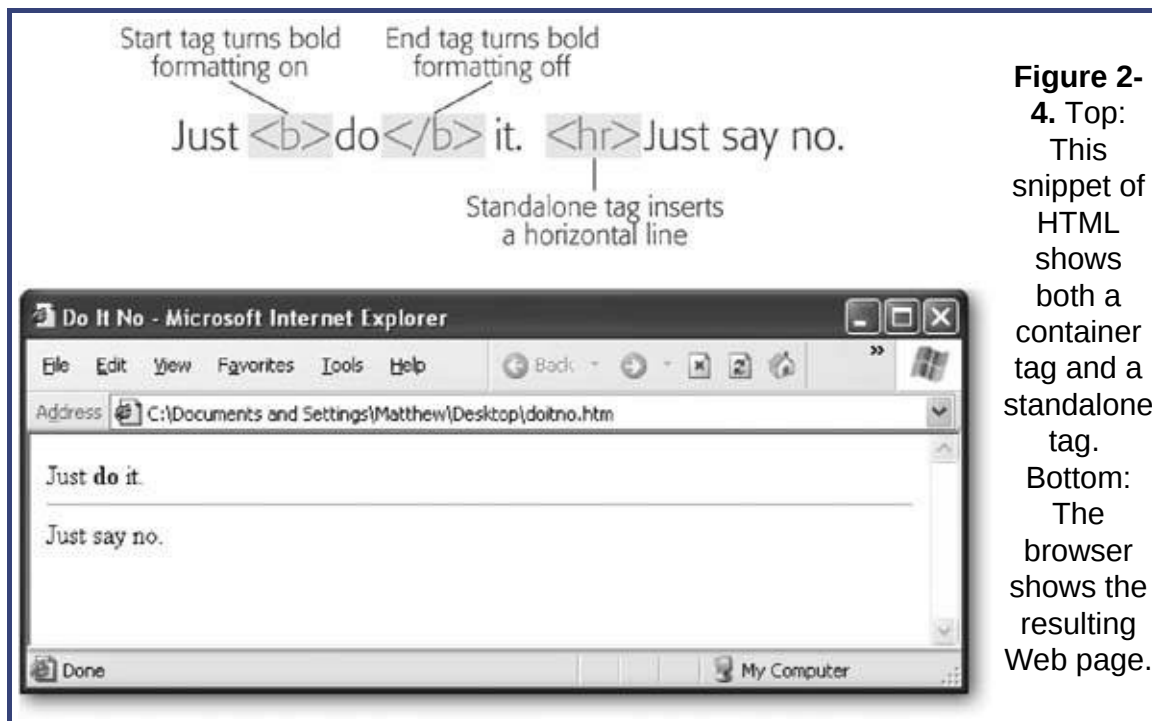 Start tag turns bold
formatting on
End tag turns bold
formatting off
Just <b>do</b> it. <hr>Just say no.
Standalone tag inserts
a horizontal line
Do It No - Microsoft Internet Explorer
File Edit View Favorites Tools Help Back »
Address C:\Documents and Settings\Matthew\Desktop\doitno.htm
Just do it.
Just say no.
Done My Computer
Figure 2-
4. Top:
This
snippet of
HTML
shows
both a
container
tag and a
standalone
tag.
Bottom:
The
browser
shows the
resulting
Web page.